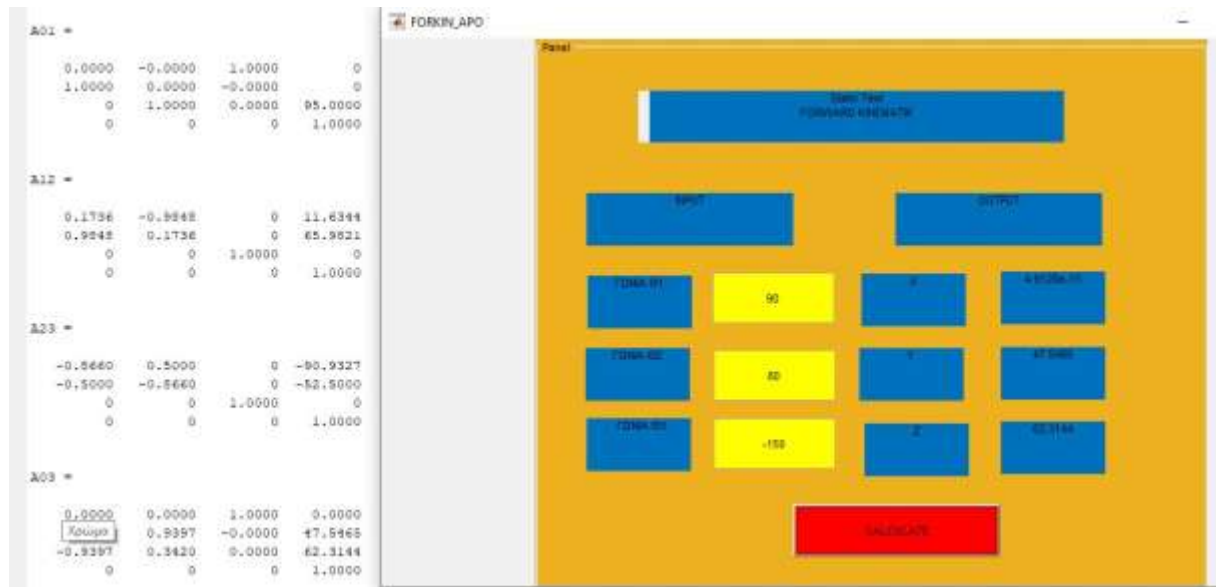 A01 =
0.0000 -0.0000 1.0000 0
1.0000 0.0000 -0.0000 0
0 1.0000 0.0000 95.0000
0 0 0 1.0000
A12 =
0.1736 -0.9848 0 11.6344
0.9848 0.1736 0 65.9821
0 0 1.0000 0
0 0 0 1.0000
A23 =
-0.8660 0.5000 0 -90.9327
-0.5000 -0.8660 0 -52.5000
0 0 1.0000 0
0 0 0 1.0000
A03 =
0.0000 0.0000 1.0000 0.0000
Χρώμα 0.9397 -0.0000 47.5465
-0.9397 0.3420 0.0000 62.3144
0 0 0 1.0000
FORKIN_APO
Panel
Static Text
FORWARD KINEMATIK
INPUT OUTPUT
ΓΩΝΙΑ Θ1 90 X
ΓΩΝΙΑ Θ2 80 Y 47.5465
ΓΩΝΙΑ Θ3 -150 Z 62.3144
CALCULATE